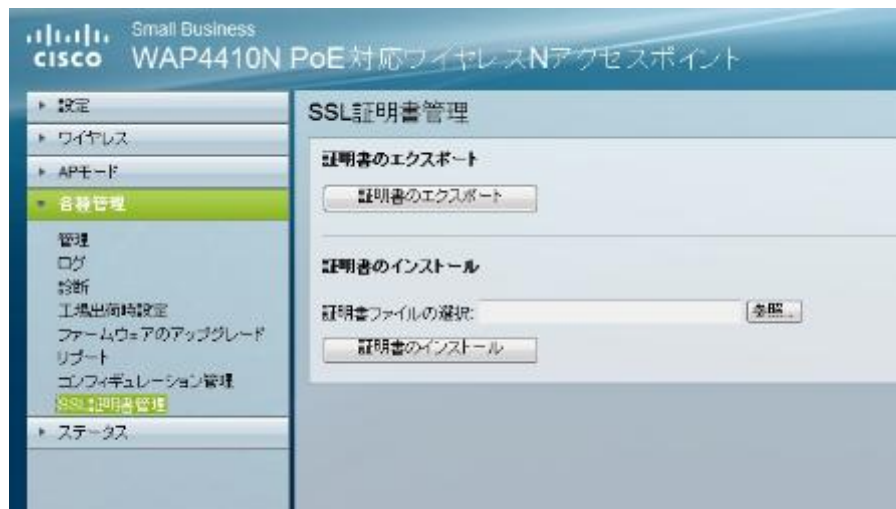 Small Business
CISCO WAP4410N PoE対応ワイヤレスNアクセスポイント
設定
ワイヤレス
APモード
各種管理
管理
ログ
診断
工場出荷時設定
ファームウェアのアップグレード
リブート
コンフィギュレーション管理
SSL証明書管理
ステータス
SSL証明書管理
証明書のエクスポート
証明書のエクスポート
証明書のインストール
証明書ファイルの選択: 参照...
証明書のインストール